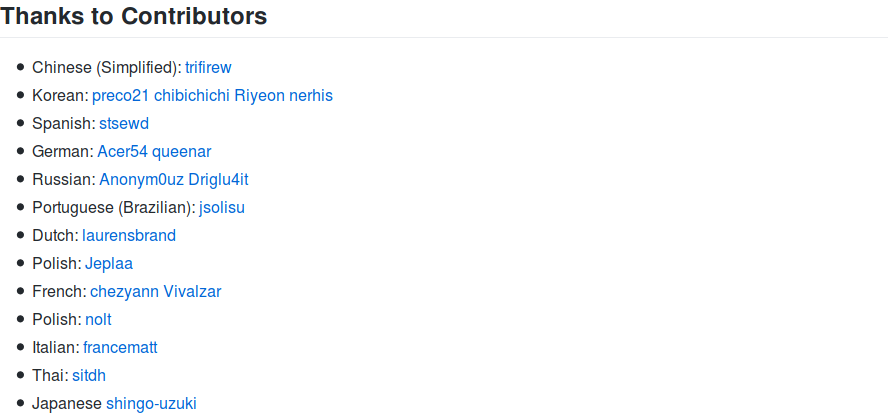 Thanks to Contributors
Chinese (Simplified): trifirew
Korean: preco21 chibichichi Riyeon nerhis
Spanish: stsewd
German: Acer54 queenar
Russian: Anonym0uz Driglu4it
Portuguese (Brazilian): jsolisu
Dutch: laurensbrand
Polish: Jeplaa
French: chezyann Vivalzar
Polish: nolt
Italian: francematt
Thai: sitdh
Japanese shingo-uzuki